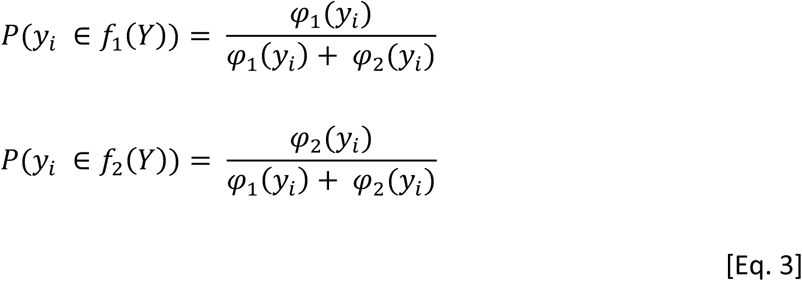 P(y_i ∈ f_1(Y)) = φ_1(y_i) / (φ_1(y_i) + φ_2(y_i))
P(y_i ∈ f_2(Y)) = φ_2(y_i) / (φ_1(y_i) + φ_2(y_i))
[Eq. 3]